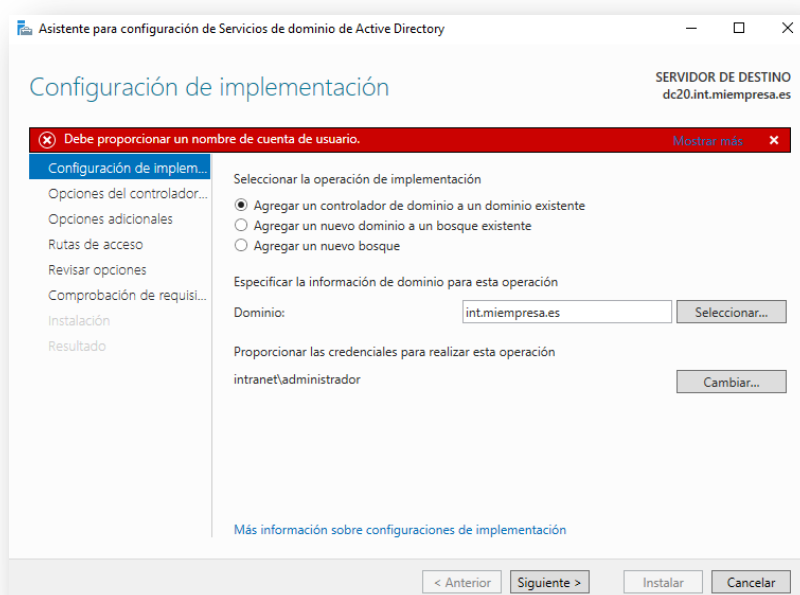 Asistente para configuración de Servicios de dominio de Active Directory
Configuración de implementación
SERVIDOR DE DESTINO
dc20.int.miempresa.es
Debe proporcionar un nombre de cuenta de usuario.
Mostrar más
Configuración de implem...
Opciones del controlador...
Opciones adicionales
Rutas de acceso
Revisar opciones
Comprobación de requisi...
Instalación
Resultado
Seleccionar la operación de implementación
Agregar un controlador de dominio a un dominio existente
Agregar un nuevo dominio a un bosque existente
Agregar un nuevo bosque
Especificar la información de dominio para esta operación
Dominio:
int.miempresa.es
Seleccionar...
Proporcionar las credenciales para realizar esta operación
intranet\administrador
Cambiar...
Más información sobre configuraciones de implementación
< Anterior
Siguiente >
Instalar
Cancelar